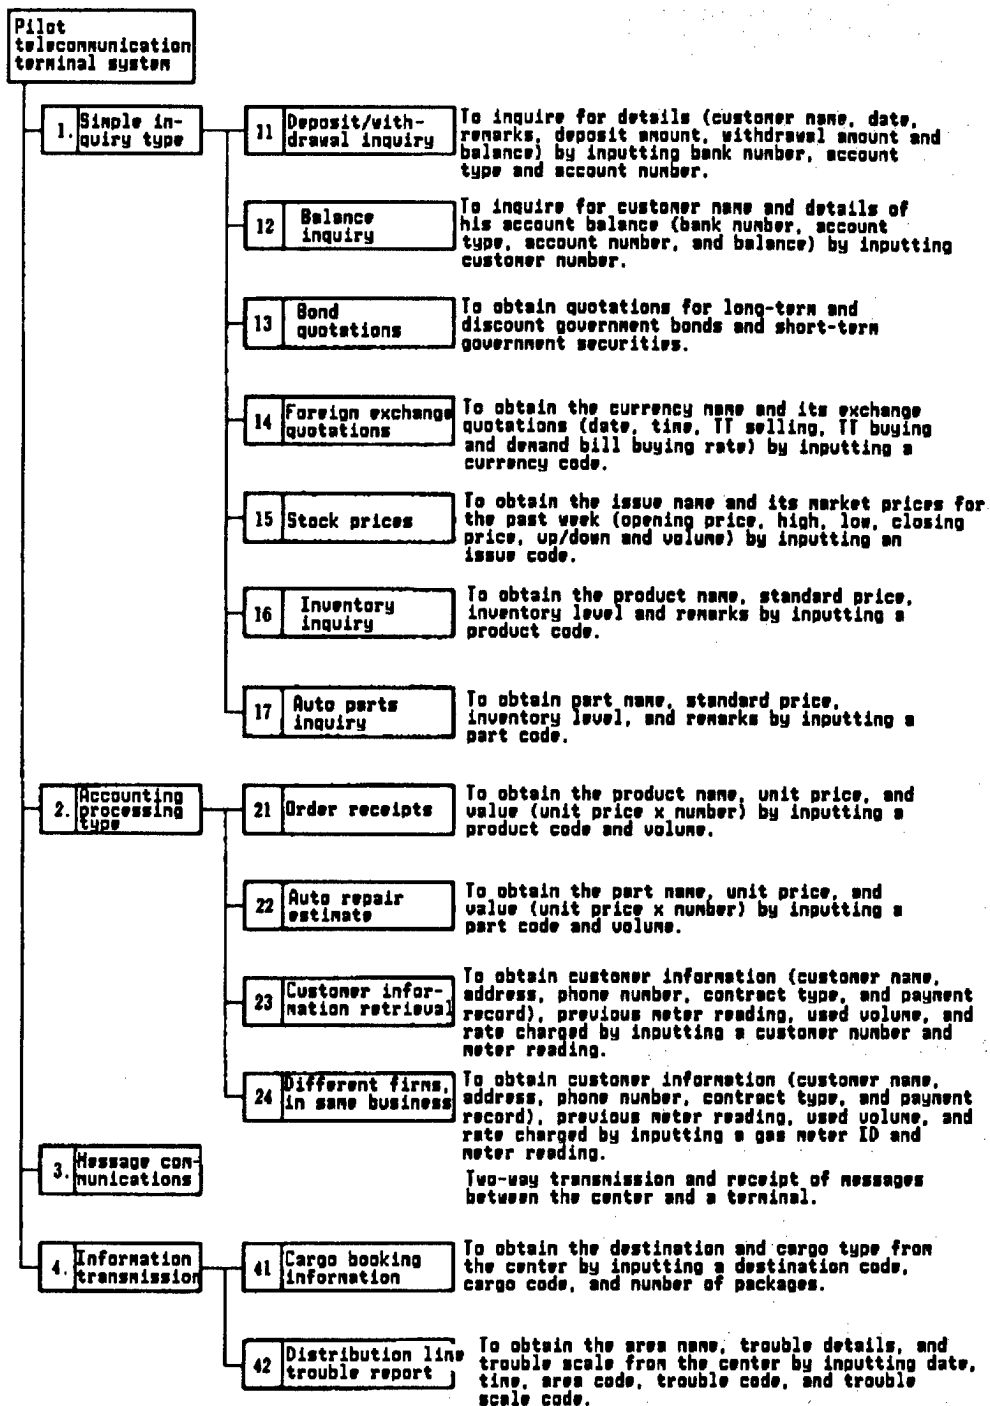 Pilot
telecommunication
terminal system
1. Simple in-
quiry type
11 Deposit/with-
drawal inquiry
To inquire for details (customer name, date,
remarks, deposit amount, withdrawal amount and
balance) by inputting bank number, account
type and account number.
12 Balance
inquiry
To inquire for customer name and details of
his account balance (bank number, account
type, account number, and balance) by inputting
customer number.
13 Bond
quotations
To obtain quotations for long-term and
discount government bonds and short-term
government securities.
14 Foreign exchange
quotations
To obtain the currency name and its exchange
quotations (date, time, TT selling, TT buying
and demand bill buying rate) by inputting a
currency code.
15 Stock prices
To obtain the issue name and its market prices for
the past week (opening price, high, low, closing
price, up/down and volume) by inputting an
issue code.
16 Inventory
inquiry
To obtain the product name, standard price,
inventory level and remarks by inputting a
product code.
17 Auto parts
inquiry
To obtain part name, standard price,
inventory level, and remarks by inputting a
part code.
2. Accounting
processing
type
21 Order receipts
To obtain the product name, unit price, and
value (unit price x number) by inputting a
product code and volume.
22 Auto repair
estimate
To obtain the part name, unit price, and
value (unit price x number) by inputting a
part code and volume.
23 Customer infor-
mation retrieval
To obtain customer information (customer name,
address, phone number, contract type, and payment
record), previous meter reading, used volume, and
rate charged by inputting a customer number and
meter reading.
24 Different firms,
in same business
To obtain customer information (customer name,
address, phone number, contract type, and payment
record), previous meter reading, used volume, and
rate charged by inputting a gas meter ID and
meter reading.
3. Message com-
munications
Two-way transmission and receipt of messages
between the center and a terminal.
4. Information
transmission
41 Cargo booking
information
To obtain the destination and cargo type from
the center by inputting a destination code,
cargo code, and number of packages.
42 Distribution line
trouble report
To obtain the area name, trouble details, and
trouble scale from the center by inputting date,
time, area code, trouble code, and trouble
scale code.